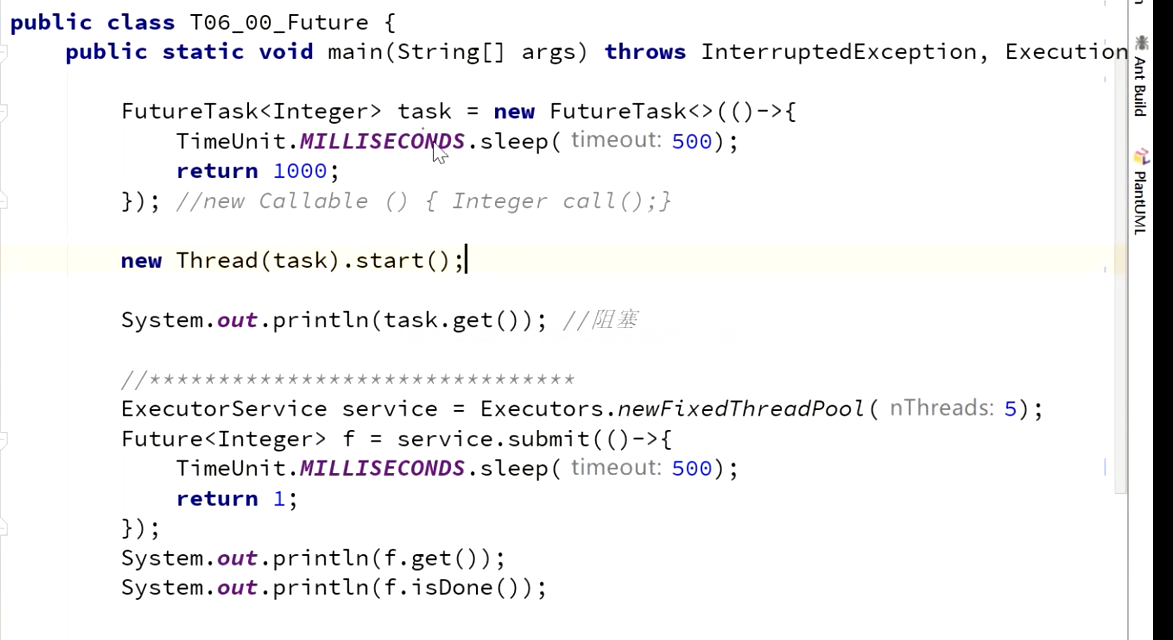 public class T06_00_Future {
public static void main(String[] args) throws InterruptedException, Execution
FutureTask<Integer> task = new FutureTask<>(()->{
TimeUnit.MILLISECONDS.sleep( timeout: 500);
return 1000;
}); //new Callable () { Integer call();}
new Thread(task).start();
System.out.println(task.get()); //阻塞
//*******************************
ExecutorService service = Executors.newFixedThreadPool( nThreads: 5);
Future<Integer> f = service.submit(()->{
TimeUnit.MILLISECONDS.sleep( timeout: 500);
return 1;
});
System.out.println(f.get());
System.out.println(f.isDone());
Ant Build
PlantUML